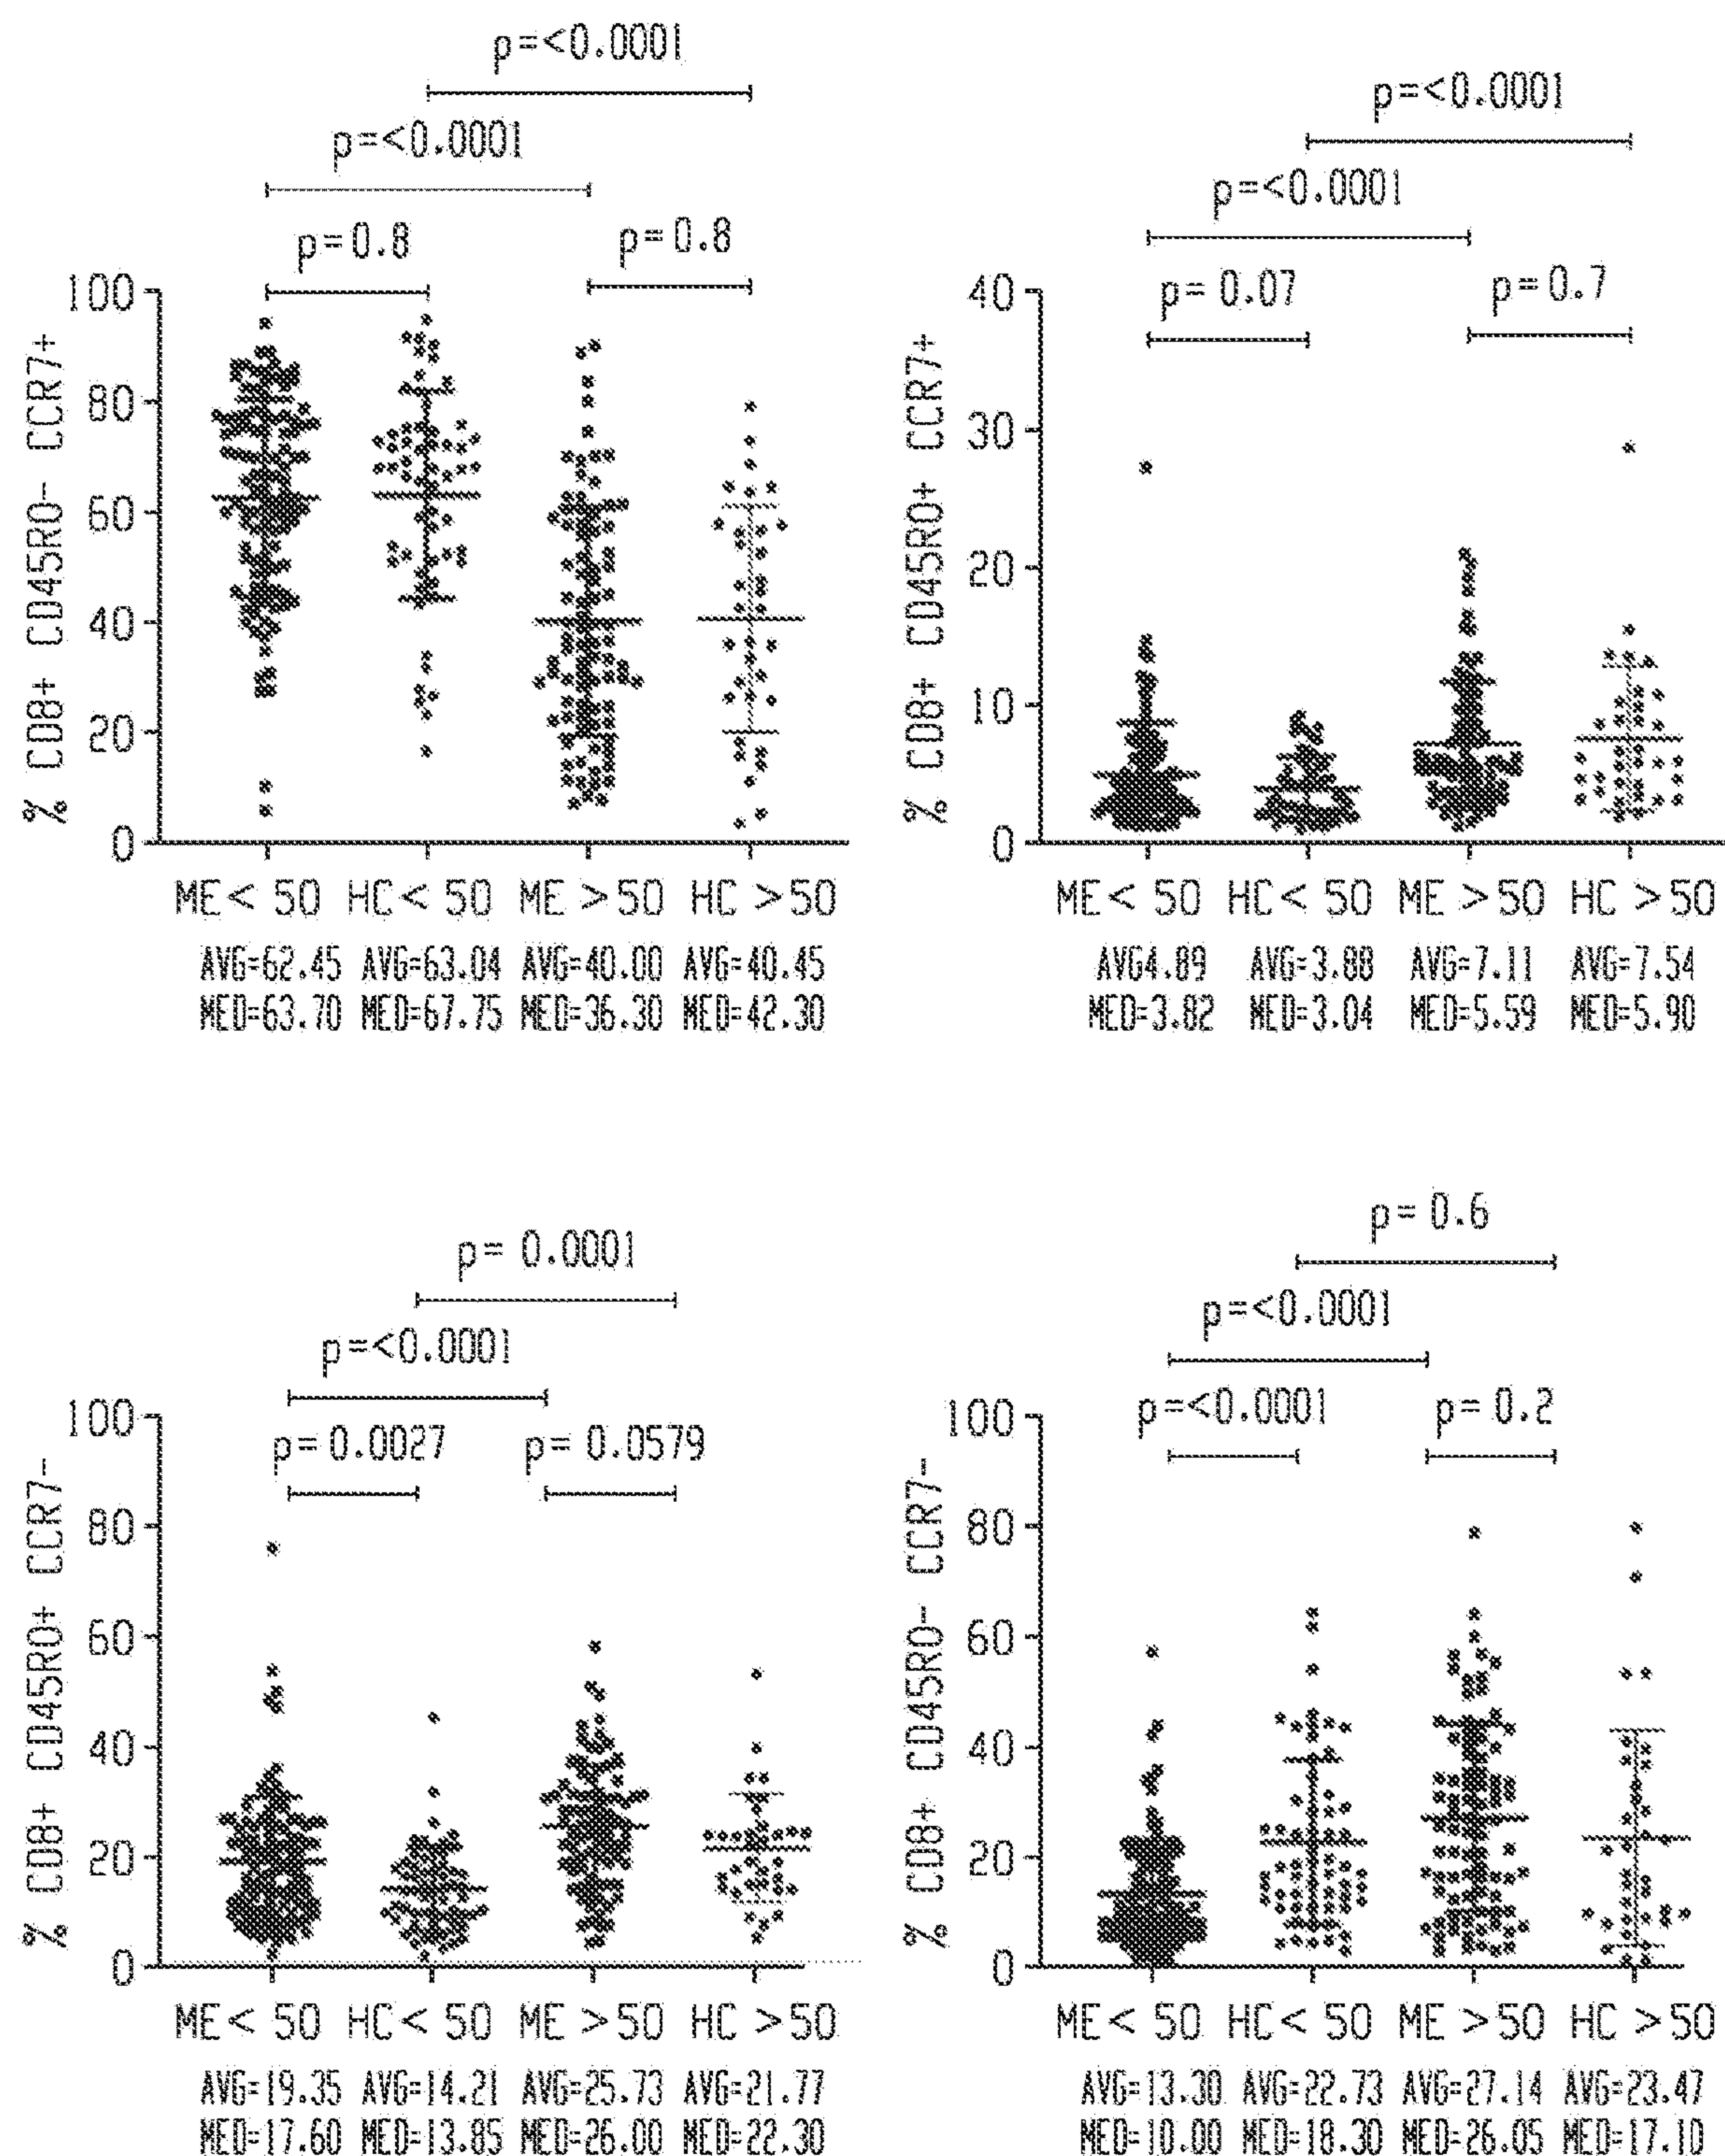 p=<0.0001
p=<0.0001
p=0.8
p=0.8
100
80
60
40
20
0
% CD8+ CD45RO- CCR7+
ME< 50 HC< 50 ME >50 HC >50
AVG=62.45 AVG=63.04 AVG=40.00 AVG=40.45
MED=63.70 MED=67.75 MED=36.30 MED=42.30
p=<0.0001
p=<0.0001
p= 0.07
p=0.7
40
30
20
10
0
% CD8+ CD45RO+ CCR7+
ME< 50 HC< 50 ME >50 HC >50
AVG4.89 AVG=3.88 AVG=7.11 AVG=7.54
MED=3.82 MED=3.04 MED=5.59 MED=5.90
p= 0.0001
p=<0.0001
p=0.0027
p= 0.0579
100
80
60
40
20
0
% CD8+ CD45RO+ CCR7-
ME< 50 HC< 50 ME >50 HC >50
AVG=19.35 AVG=14.21 AVG=25.73 AVG=21.77
MED=17.60 MED=13.85 MED=26.00 MED=22.30
p= 0.6
p=<0.0001
p=<0.0001
p= 0.2
100
80
60
40
20
0
% CD8+ CD45RO- CCR7-
ME< 50 HC< 50 ME >50 HC >50
AVG=13.30 AVG=22.73 AVG=27.14 AVG=23.47
MED=10.00 MED=18.30 MED=26.05 MED=17.10